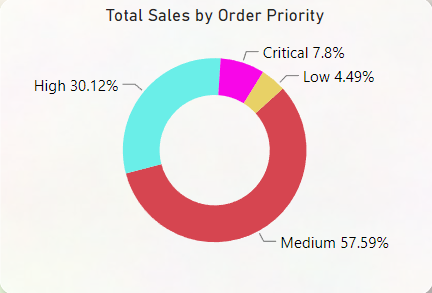 Total Sales by Order Priority
Critical 7.8%
Low 4.49%
High 30.12%
Medium 57.59%